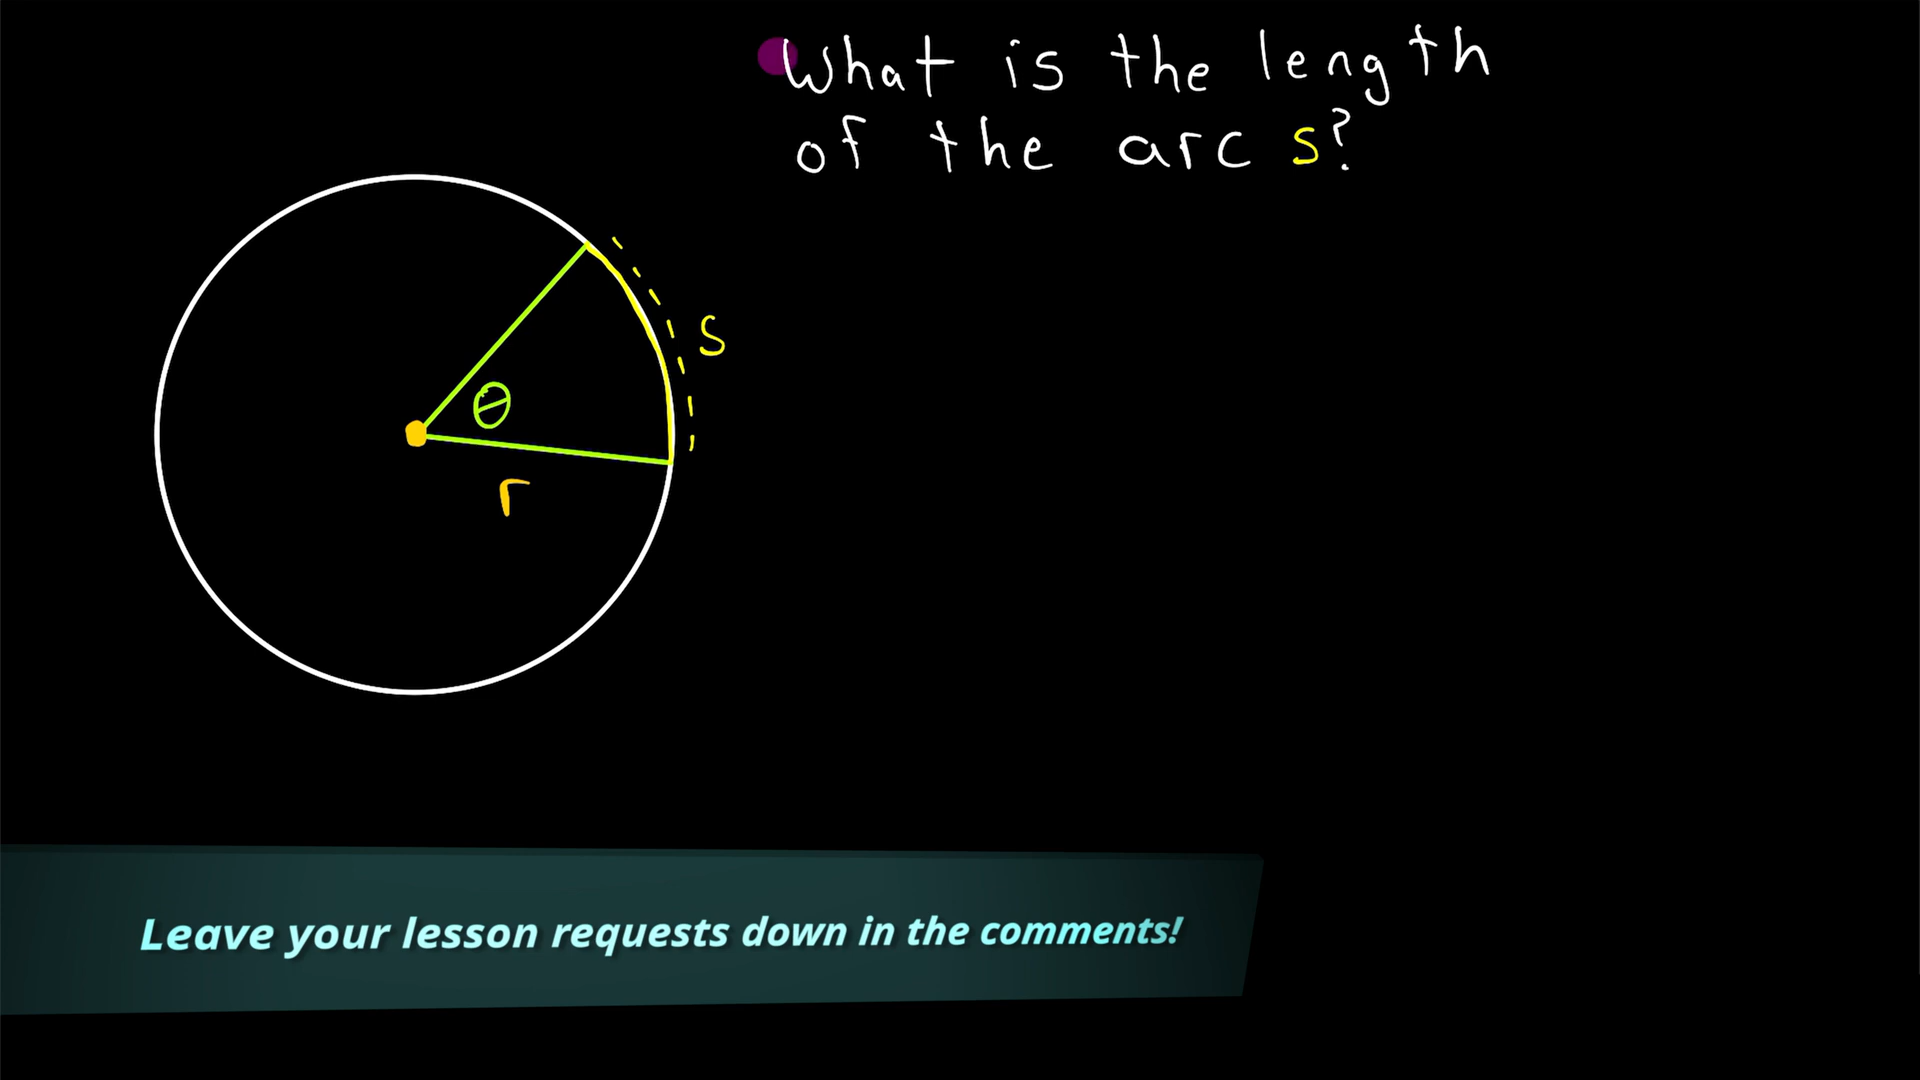 What is the length
of the arc s?
s
θ
r
Leave your lesson requests down in the comments!